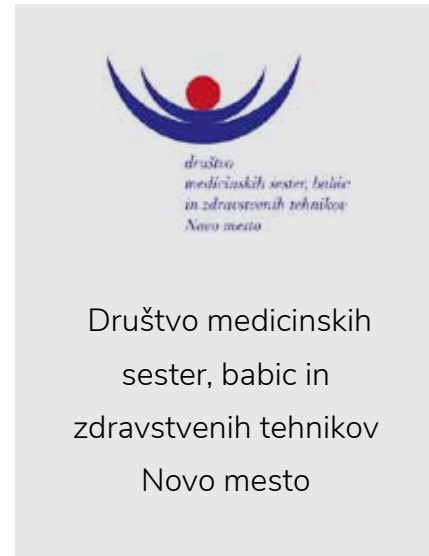 društvo
medicinskih sester, babic
in zdravstvenih tehnikov
Novo mesto
Društvo medicinskih
sester, babic in
zdravstvenih tehnikov
Novo mesto